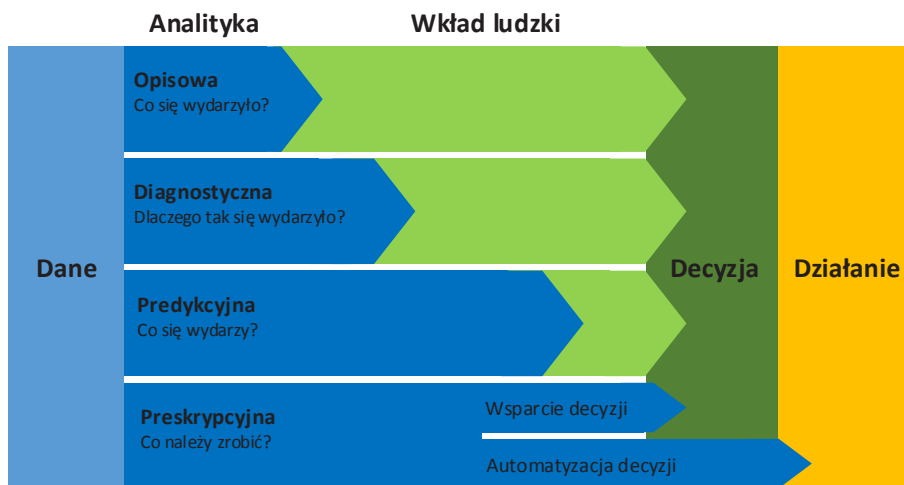 Analityka
Wkład ludzki
Opisowa
Co się wydarzyło?
Diagnostyczna
Dlaczego tak się wydarzyło?
Dane
Decyzja
Działanie
Predykcyjna
Co się wydarzy?
Preskrypcyjna
Co należy zrobić?
Wsparcie decyzji
Automatyzacja decyzji